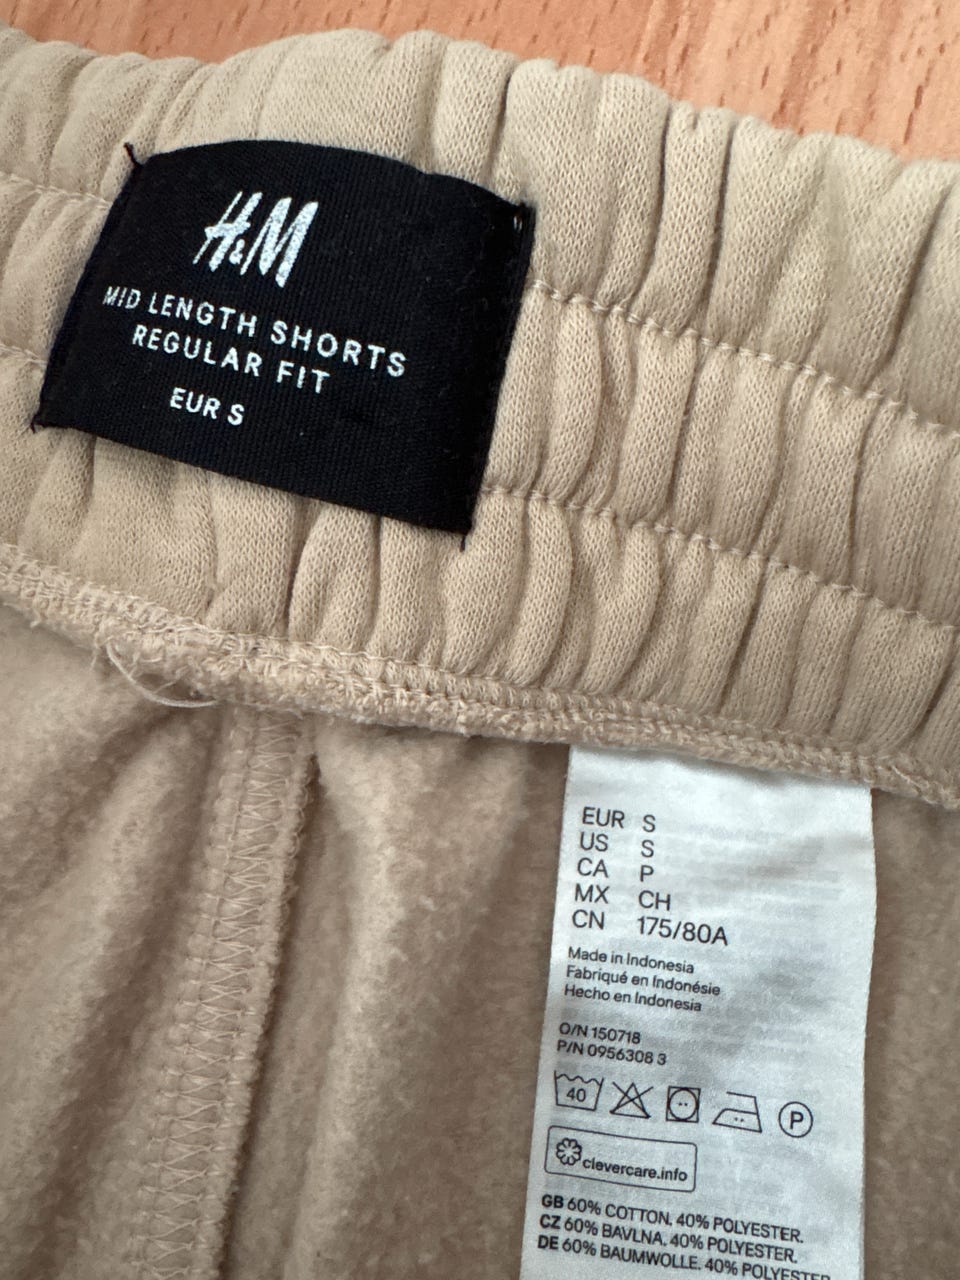 H&M
MID LENGTH SHORTS
REGULAR FIT
EUR S
EUR S
US S
CA P
MX CH
CN 175/80A
Made in Indonesia
Fabriqué en Indonésie
Hecho en Indonesia
O/N 150718
P/N 0956308 3
40
P
clevercare.info
GB 60% COTTON. 40% POLYESTER.
CZ 60% BAVLNA. 40% POLYESTER.
DE 60% BAUMWOLLE. 40% POLYESTER